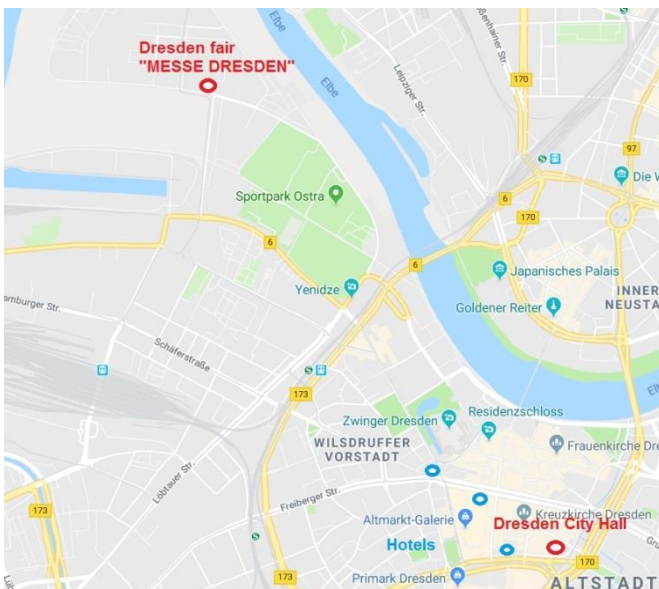 Elbe
Dresden fair
"MESSE DRESDEN"
Elbe
Leipziger Str.
170
97
6
Sportpark Ostra
170
6
6
Japanisches Palais
Yenidze
INNER
NEUSTA
Goldener Reiter
amburger Str.
Schäferstraße
173
Residenzschloss
Zwinger Dresden
WILSDRUFFER
VORSTADT
Frauenkirche Dre
Löbtauer Str.
Freiberger Str.
173
Altmarkt-Galerie
Kreuzkirche Dresden
Dresden City Hall
Hotels
170
173
Primark Dresden
ALTSTADT